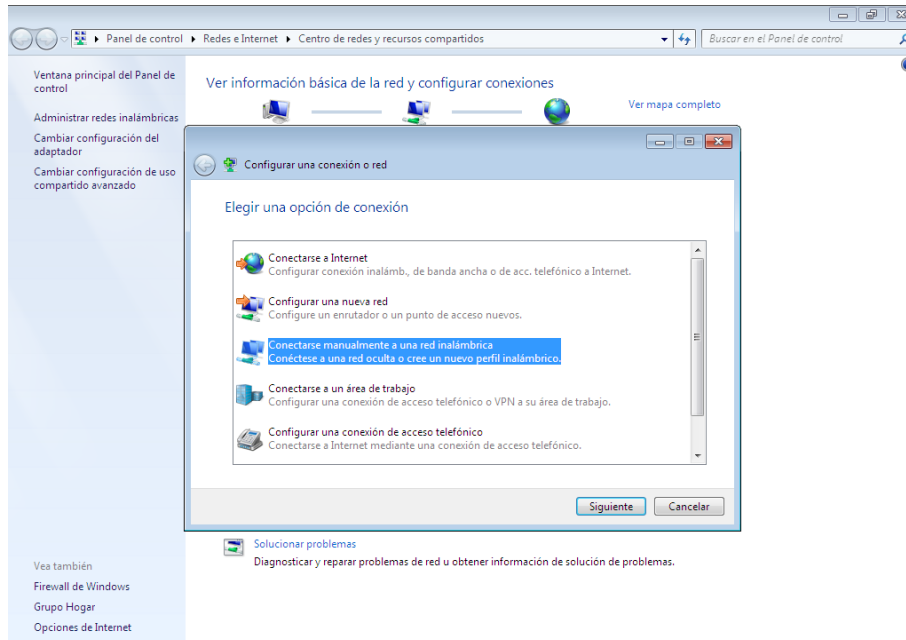 Panel de control ▸ Redes e Internet ▸ Centro de redes y recursos compartidos
Buscar en el Panel de control
Ventana principal del Panel de
control
Administrar redes inalámbricas
Cambiar configuración del
adaptador
Cambiar configuración de uso
compartido avanzado
Ver información básica de la red y configurar conexiones
Ver mapa completo
Configurar una conexión o red
Elegir una opción de conexión
Conectarse a Internet
Configurar conexión inalámb., de banda ancha o de acc. telefónico a Internet.
Configurar una nueva red
Configure un enrutador o un punto de acceso nuevos.
Conectarse manualmente a una red inalámbrica
Conéctese a una red oculta o cree un nuevo perfil inalámbrico.
Conectarse a un área de trabajo
Configurar una conexión de acceso telefónico o VPN a su área de trabajo.
Configurar una conexión de acceso telefónico
Conectarse a Internet mediante una conexión de acceso telefónico.
Siguiente
Cancelar
Solucionar problemas
Diagnosticar y reparar problemas de red u obtener información de solución de problemas.
Vea también
Firewall de Windows
Grupo Hogar
Opciones de Internet